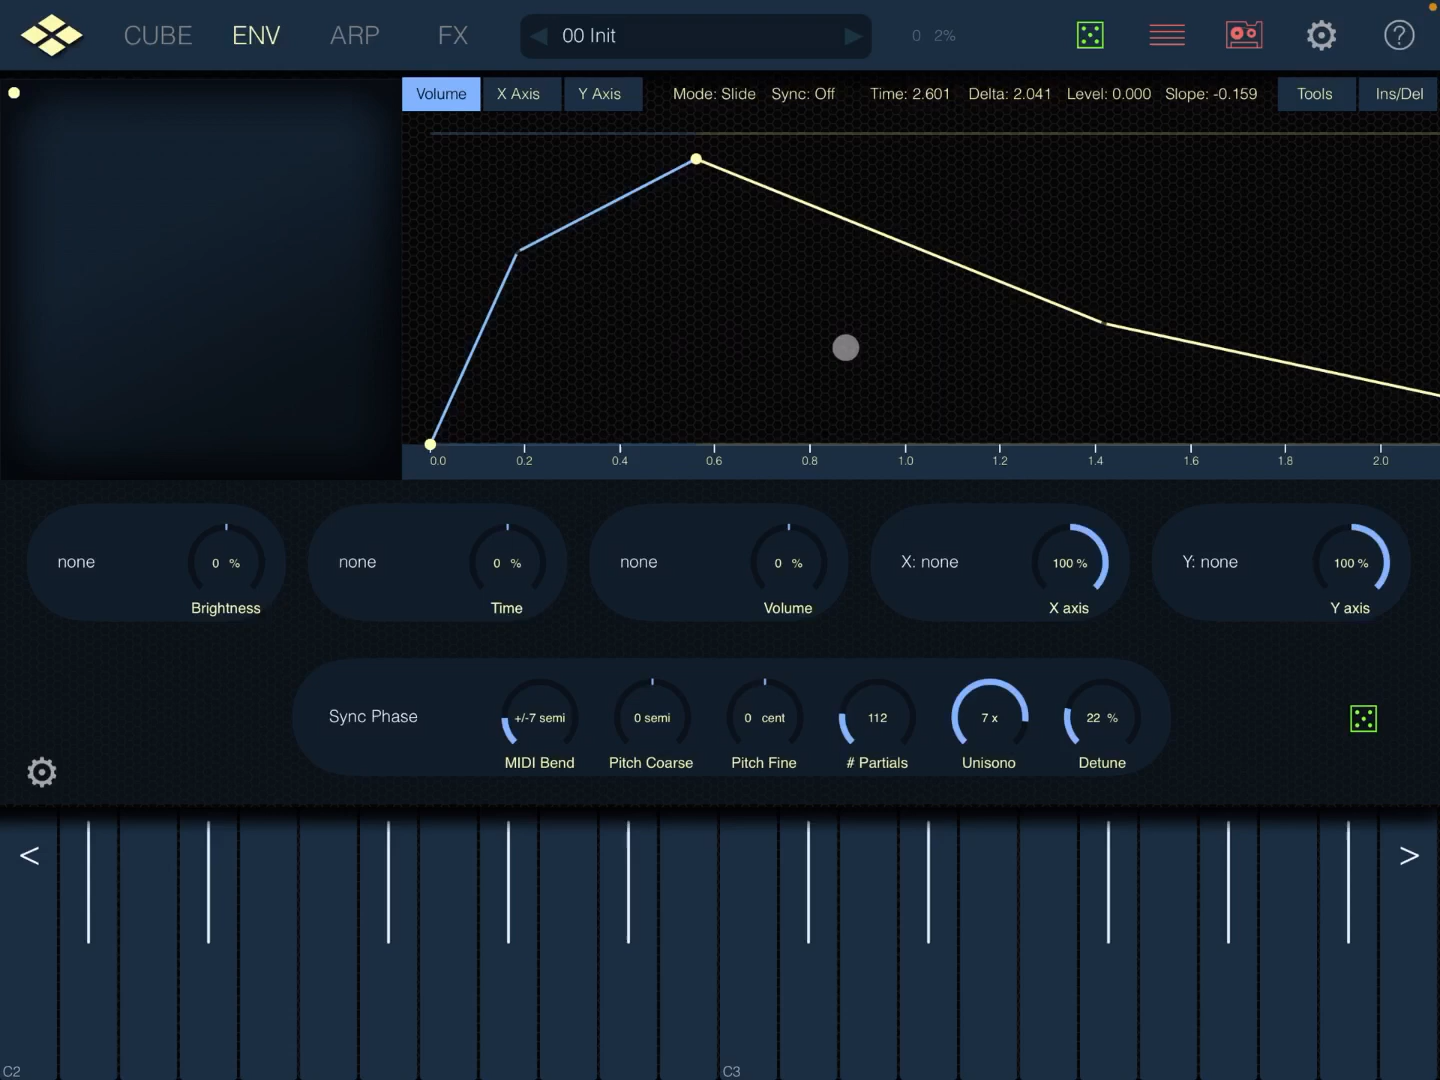 CUBE ENV ARP FX 00 Init 0 2% ?
Volume X Axis Y Axis Mode: Slide Sync: Off Time: 2.601 Delta: 2.041 Level: 0.000 Slope: -0.159 Tools Ins/Del
0.0 0.2 0.4 0.6 0.8 1.0 1.2 1.4 1.6 1.8 2.0
none 0 % none 0 % none 0 % X: none 100 % Y: none 100 %
Brightness Time Volume X axis Y axis
Sync Phase +/-7 semi 0 semi 0 cent 112 7 x 22 %
MIDI Bend Pitch Coarse Pitch Fine # Partials Unisono Detune
< >
C2 C3